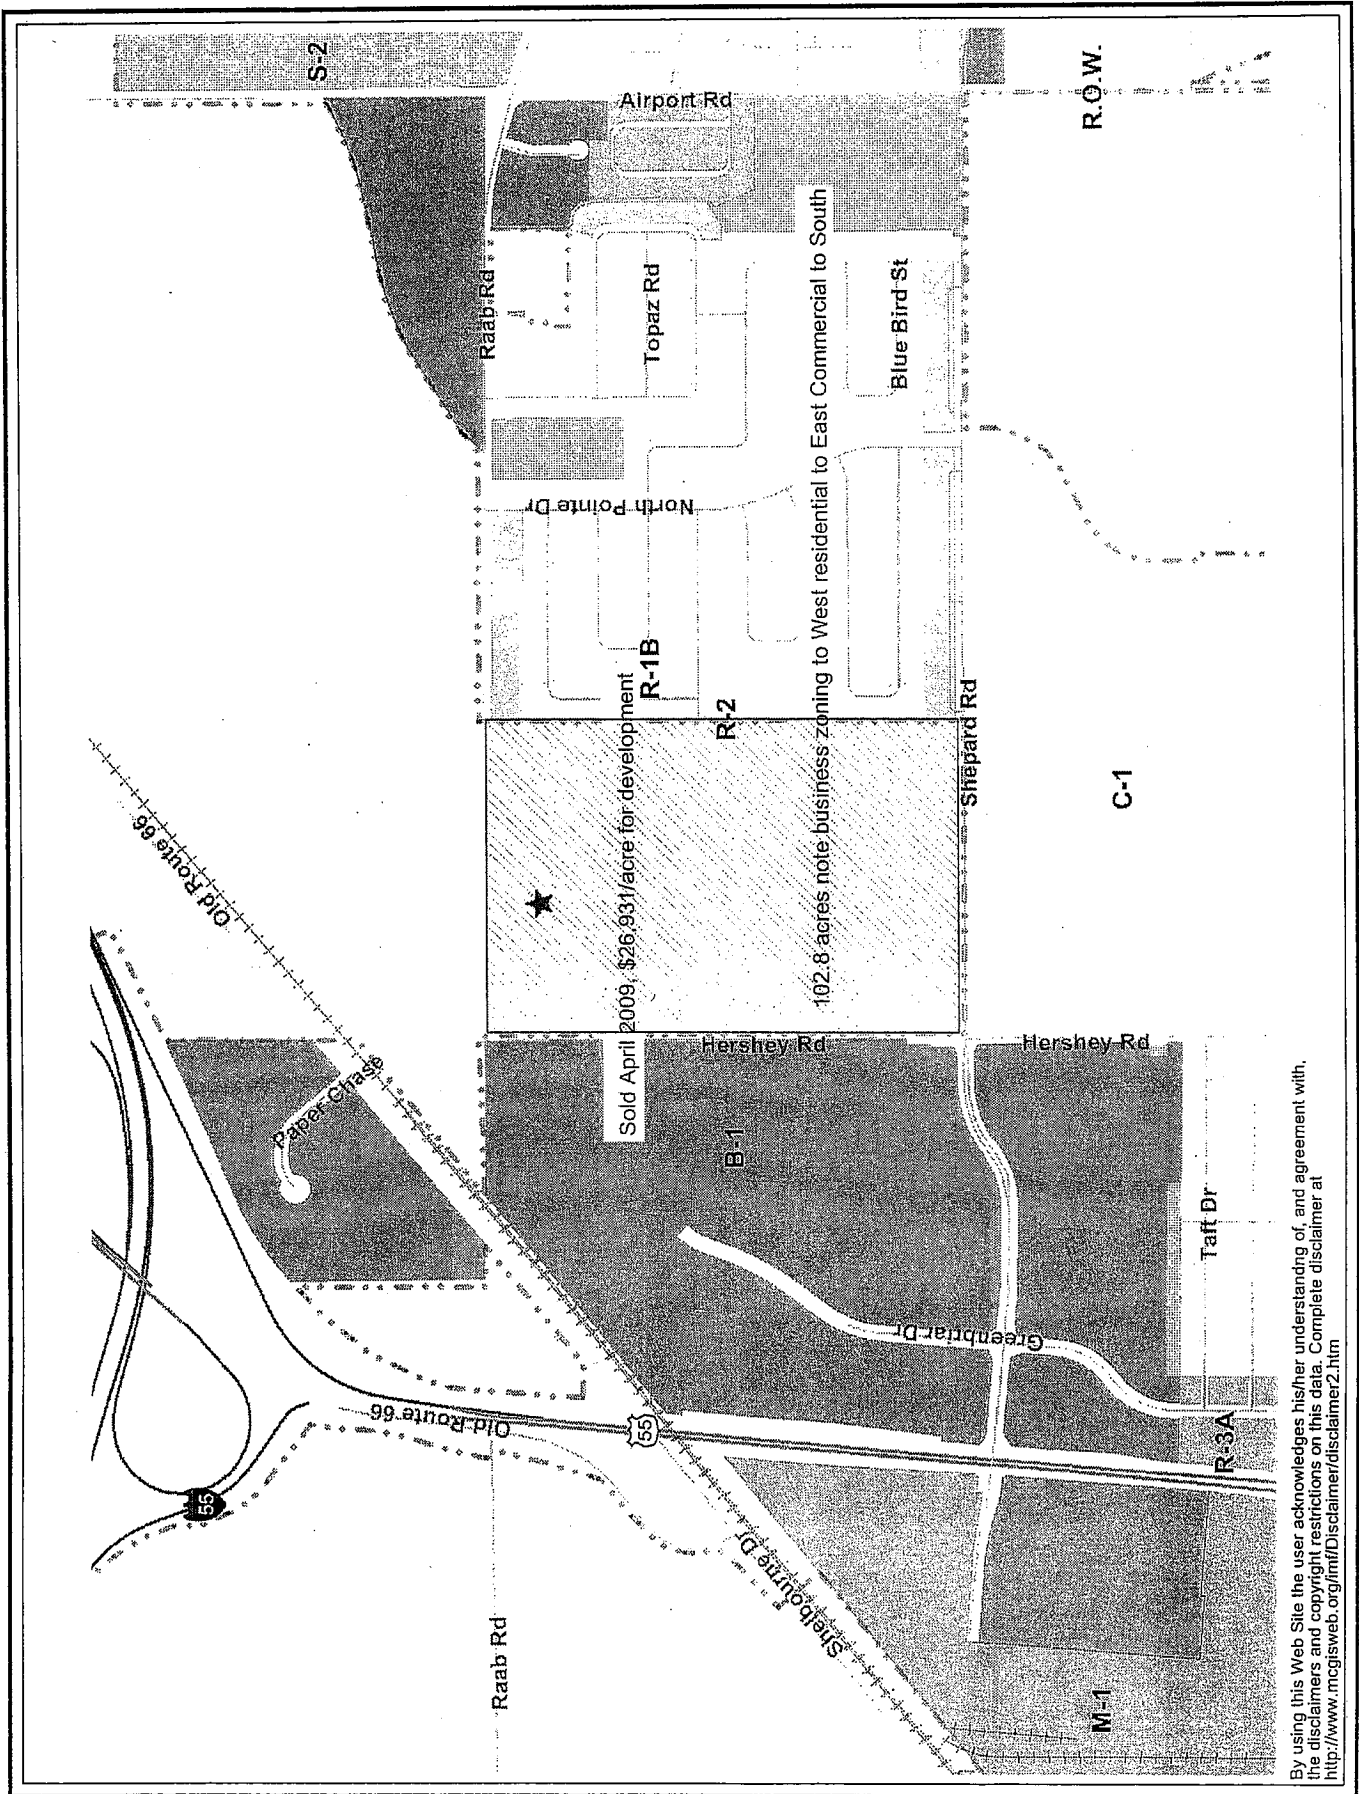 S-2
Airport Rd
R.O.W.
Raab Rd
Topaz Rd
Blue Bird St
North Pointe Dr
R-1B
R-2
Shepard Rd
C-1
Old Route 66
Sold April 2009, $26,931/acre for development
102.8 acres note business zoning to West residential to East Commercial to South
Hershey Rd
Hershey Rd
Paper Chase
B-1
Taft Dr
Greenbriar Dr
Old Route 66
55
55
R-3A
Shelbourne Dr
Raab Rd
M-1
By using this Web Site the user acknowledges his/her understandng of, and agreement with,
the disclaimers and copyright restrictions on this data. Complete disclaimer at
http://www.mcgisweb.org/imf/Disclaimer/disclaimer2.htm